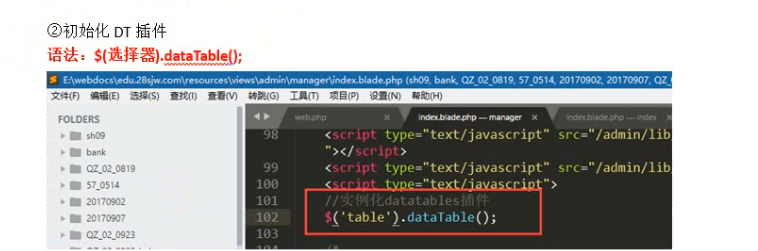 ②初始化 DT 插件
语法：$(选择器).dataTable();
E:\webdocs\edu.28sjw.com\resources\views\admin\manager\index.blade.php (sh09, bank, QZ_02_0819, 57_0514, 20170902, 20170907, QZ_
文件(F) 编辑(E) 选择(S) 查找(I) 查看(V) 转跳(G) 工具(T) 项目(P) 设置(N) 帮助(H)
FOLDERS
sh09
bank
QZ_02_0819
57_0514
20170902
20170907
QZ_02_0923
web.php × index.blade.php — manager × index.blade.php — index
98 <script type="text/javascript" src="/admin/lib
"></script>
99 <script type="text/javascript" src="/admin/lib
100 <script type="text/javascript">
101 //实例化datatables插件
102 $('table').dataTable();
103
104 /*